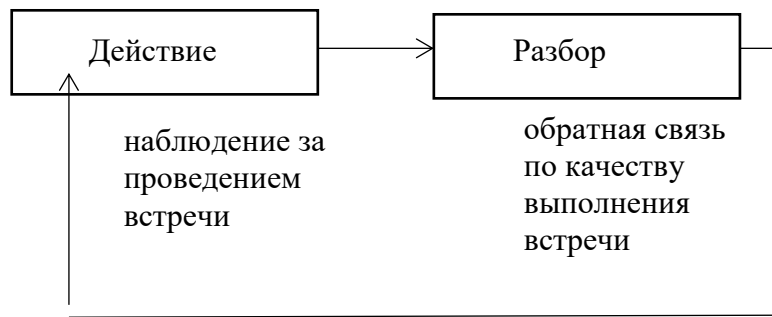 Действие
Разбор
наблюдение за
проведением
встречи
обратная связь
по качеству
выполнения
встречи